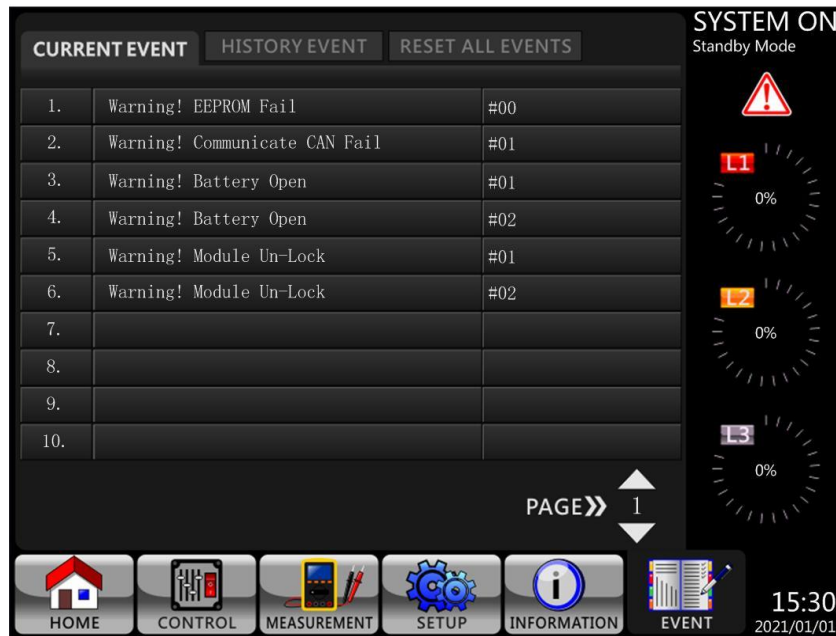 SYSTEM ON
Standby Mode
CURRENT EVENT HISTORY EVENT RESET ALL EVENTS
1. Warning! EEPROM Fail #00
2. Warning! Communicate CAN Fail #01
3. Warning! Battery Open #01
4. Warning! Battery Open #02
5. Warning! Module Un-Lock #01
6. Warning! Module Un-Lock #02
7.
8.
9.
10.
L1
0%
L2
0%
L3
0%
PAGE» 1
HOME CONTROL MEASUREMENT SETUP INFORMATION EVENT
15:30
2021/01/01